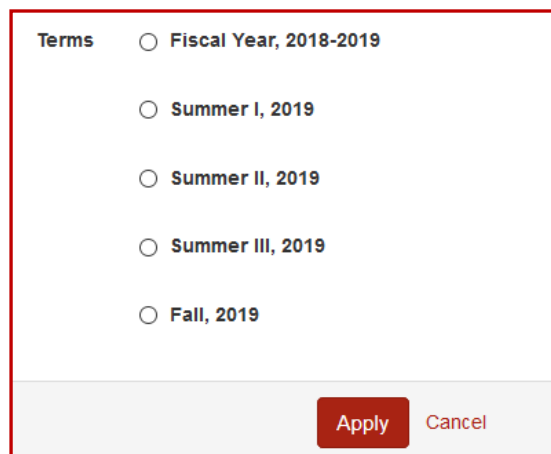 Terms Fiscal Year, 2018-2019
Summer I, 2019
Summer II, 2019
Summer III, 2019
Fall, 2019
Apply Cancel